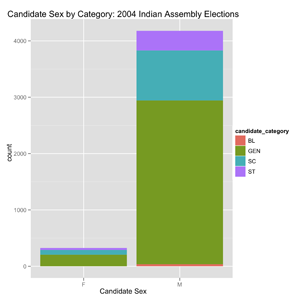 Candidate Sex by Category: 2004 Indian Assembly Elections
4000
3000
2000
1000
0
count
F
M
Candidate Sex
candidate_category
BL
GEN
SC
ST